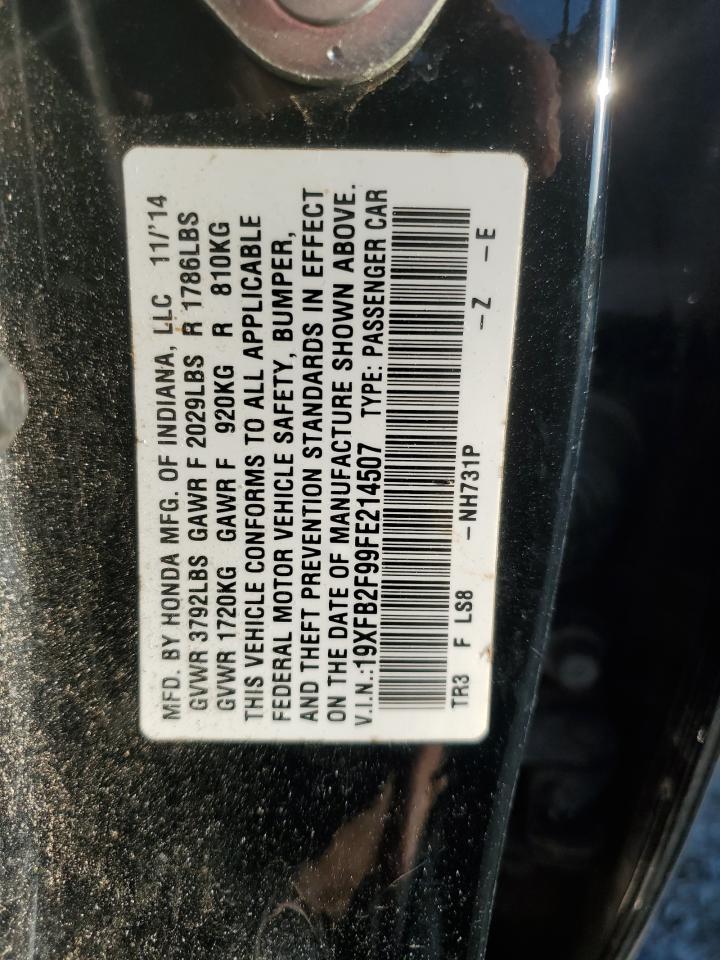 MFD. BY HONDA MFG. OF INDIANA, LLC 11/'14
GVWR 3792LBS GAWR F 2029LBS R 1786LBS
GVWR 1720KG GAWR F 920KG R 810KG
THIS VEHICLE CONFORMS TO ALL APPLICABLE
FEDERAL MOTOR VEHICLE SAFETY, BUMPER,
AND THEFT PREVENTION STANDARDS IN EFFECT
ON THE DATE OF MANUFACTURE SHOWN ABOVE.
V.I.N.:19XFB2F99FE214507 TYPE: PASSENGER CAR
TR3 F LS8 -NH731P --Z -E